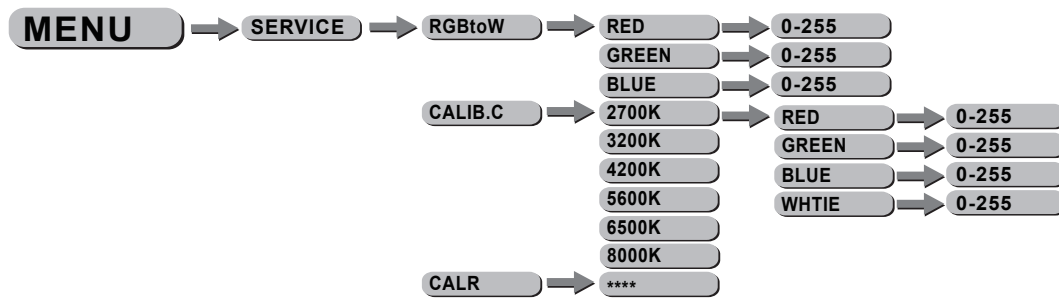 MENU SERVICE RGBtoW RED 0-255
GREEN 0-255
BLUE 0-255
CALIB.C 2700K RED 0-255
3200K GREEN 0-255
4200K BLUE 0-255
5600K WHTIE 0-255
6500K
8000K
CALR ****